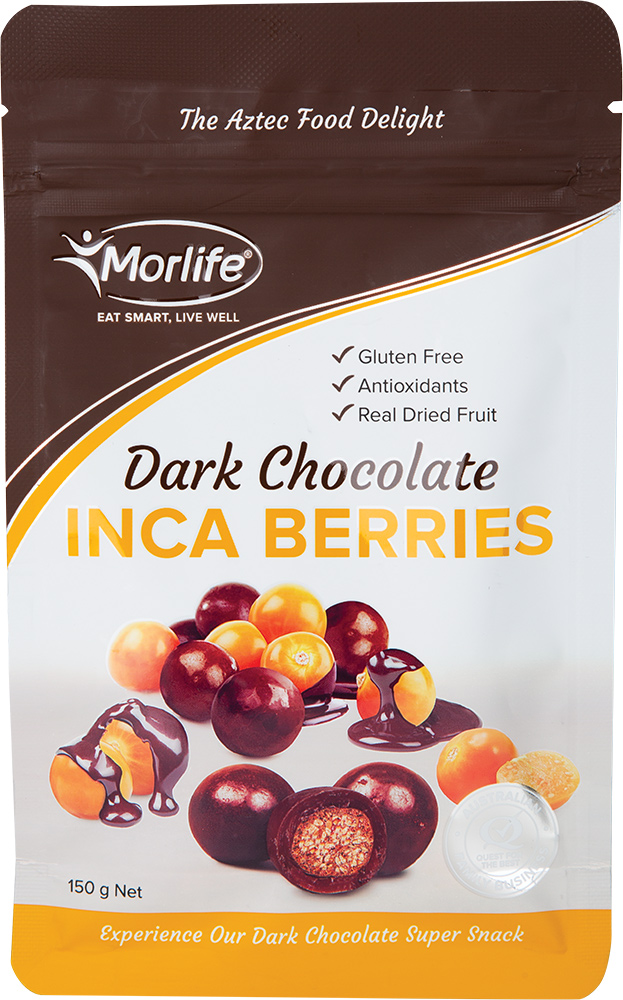 The Aztec Food Delight
Morlife®
EAT SMART, LIVE WELL
✓ Gluten Free
✓ Antioxidants
✓ Real Dried Fruit
Dark Chocolate
INCA BERRIES
AUSTRALIAN
150 g Net
Experience Our Dark Chocolate Super Snack